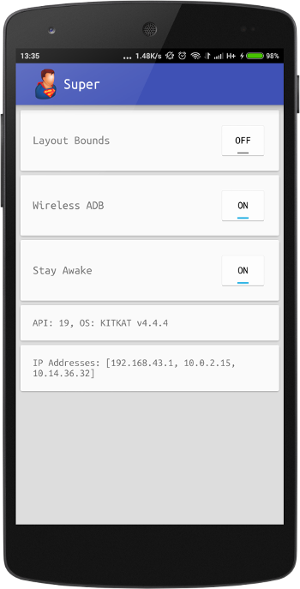 13:35 ... 1.48K/s H+ 98%
Super
Layout Bounds OFF
Wireless ADB ON
Stay Awake ON
API: 19, OS: KITKAT v4.4.4
IP Addresses: [192.168.43.1, 10.0.2.15,
10.14.36.32]